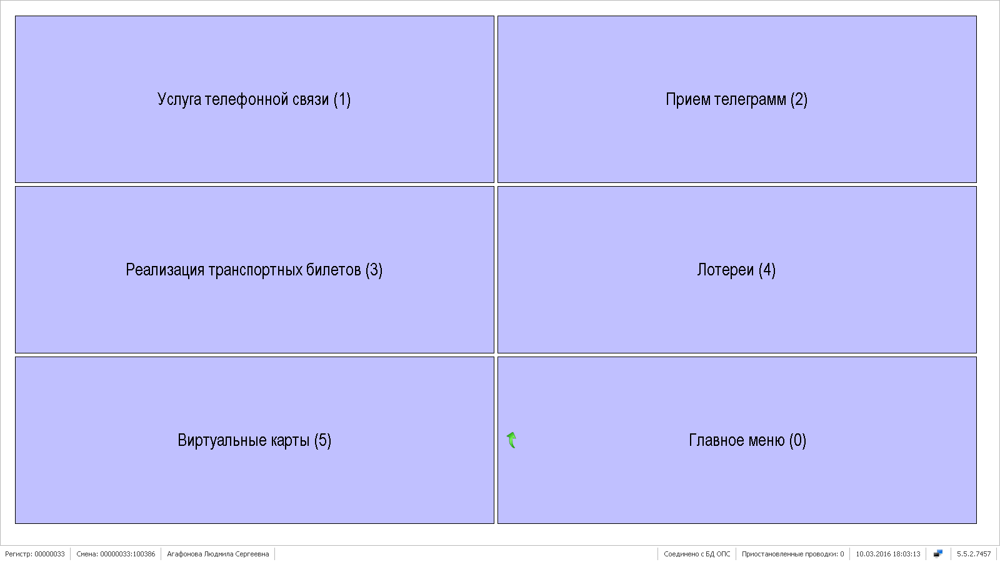 Услуга телефонной связи (1)
Прием телеграмм (2)
Реализация транспортных билетов (3)
Лотереи (4)
Виртуальные карты (5)
Главное меню (0)
Регистр: 00000033
Смена: 00000033:100386
Агафонова Людмила Сергеевна
Соединено с БД ОПС
Приостановленные проводки: 0
10.03.2016 18:03:13
5.5.2.7457